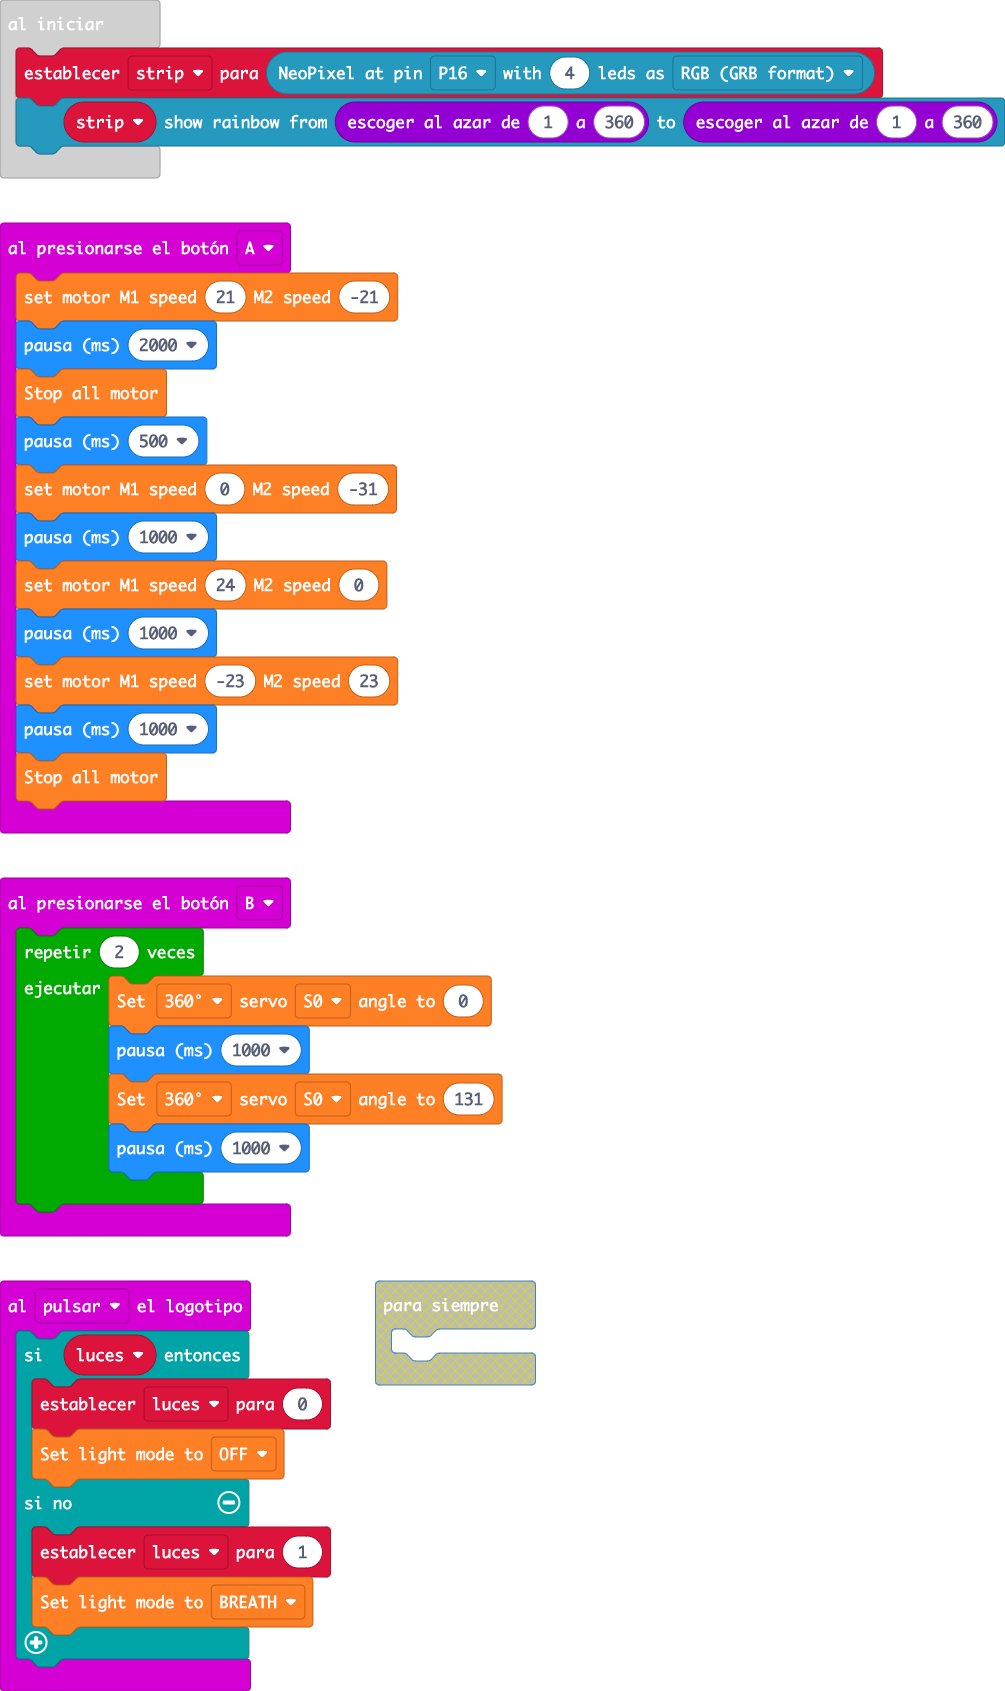 al iniciar
establecer strip para NeoPixel at pin P16 with 4 leds as RGB (GRB format)
strip show rainbow from escoger al azar de 1 a 360 to escoger al azar de 1 a 360
al presionarse el botón A
set motor M1 speed 21 M2 speed -21
pausa (ms) 2000
Stop all motor
pausa (ms) 500
set motor M1 speed 0 M2 speed -31
pausa (ms) 1000
set motor M1 speed 24 M2 speed 0
pausa (ms) 1000
set motor M1 speed -23 M2 speed 23
pausa (ms) 1000
Stop all motor
al presionarse el botón B
repetir 2 veces
ejecutar
Set 360° servo S0 angle to 0
pausa (ms) 1000
Set 360° servo S0 angle to 131
pausa (ms) 1000
al pulsar el logotipo
si luces entonces
establecer luces para 0
Set light mode to OFF
si no
establecer luces para 1
Set light mode to BREATH
para siempre